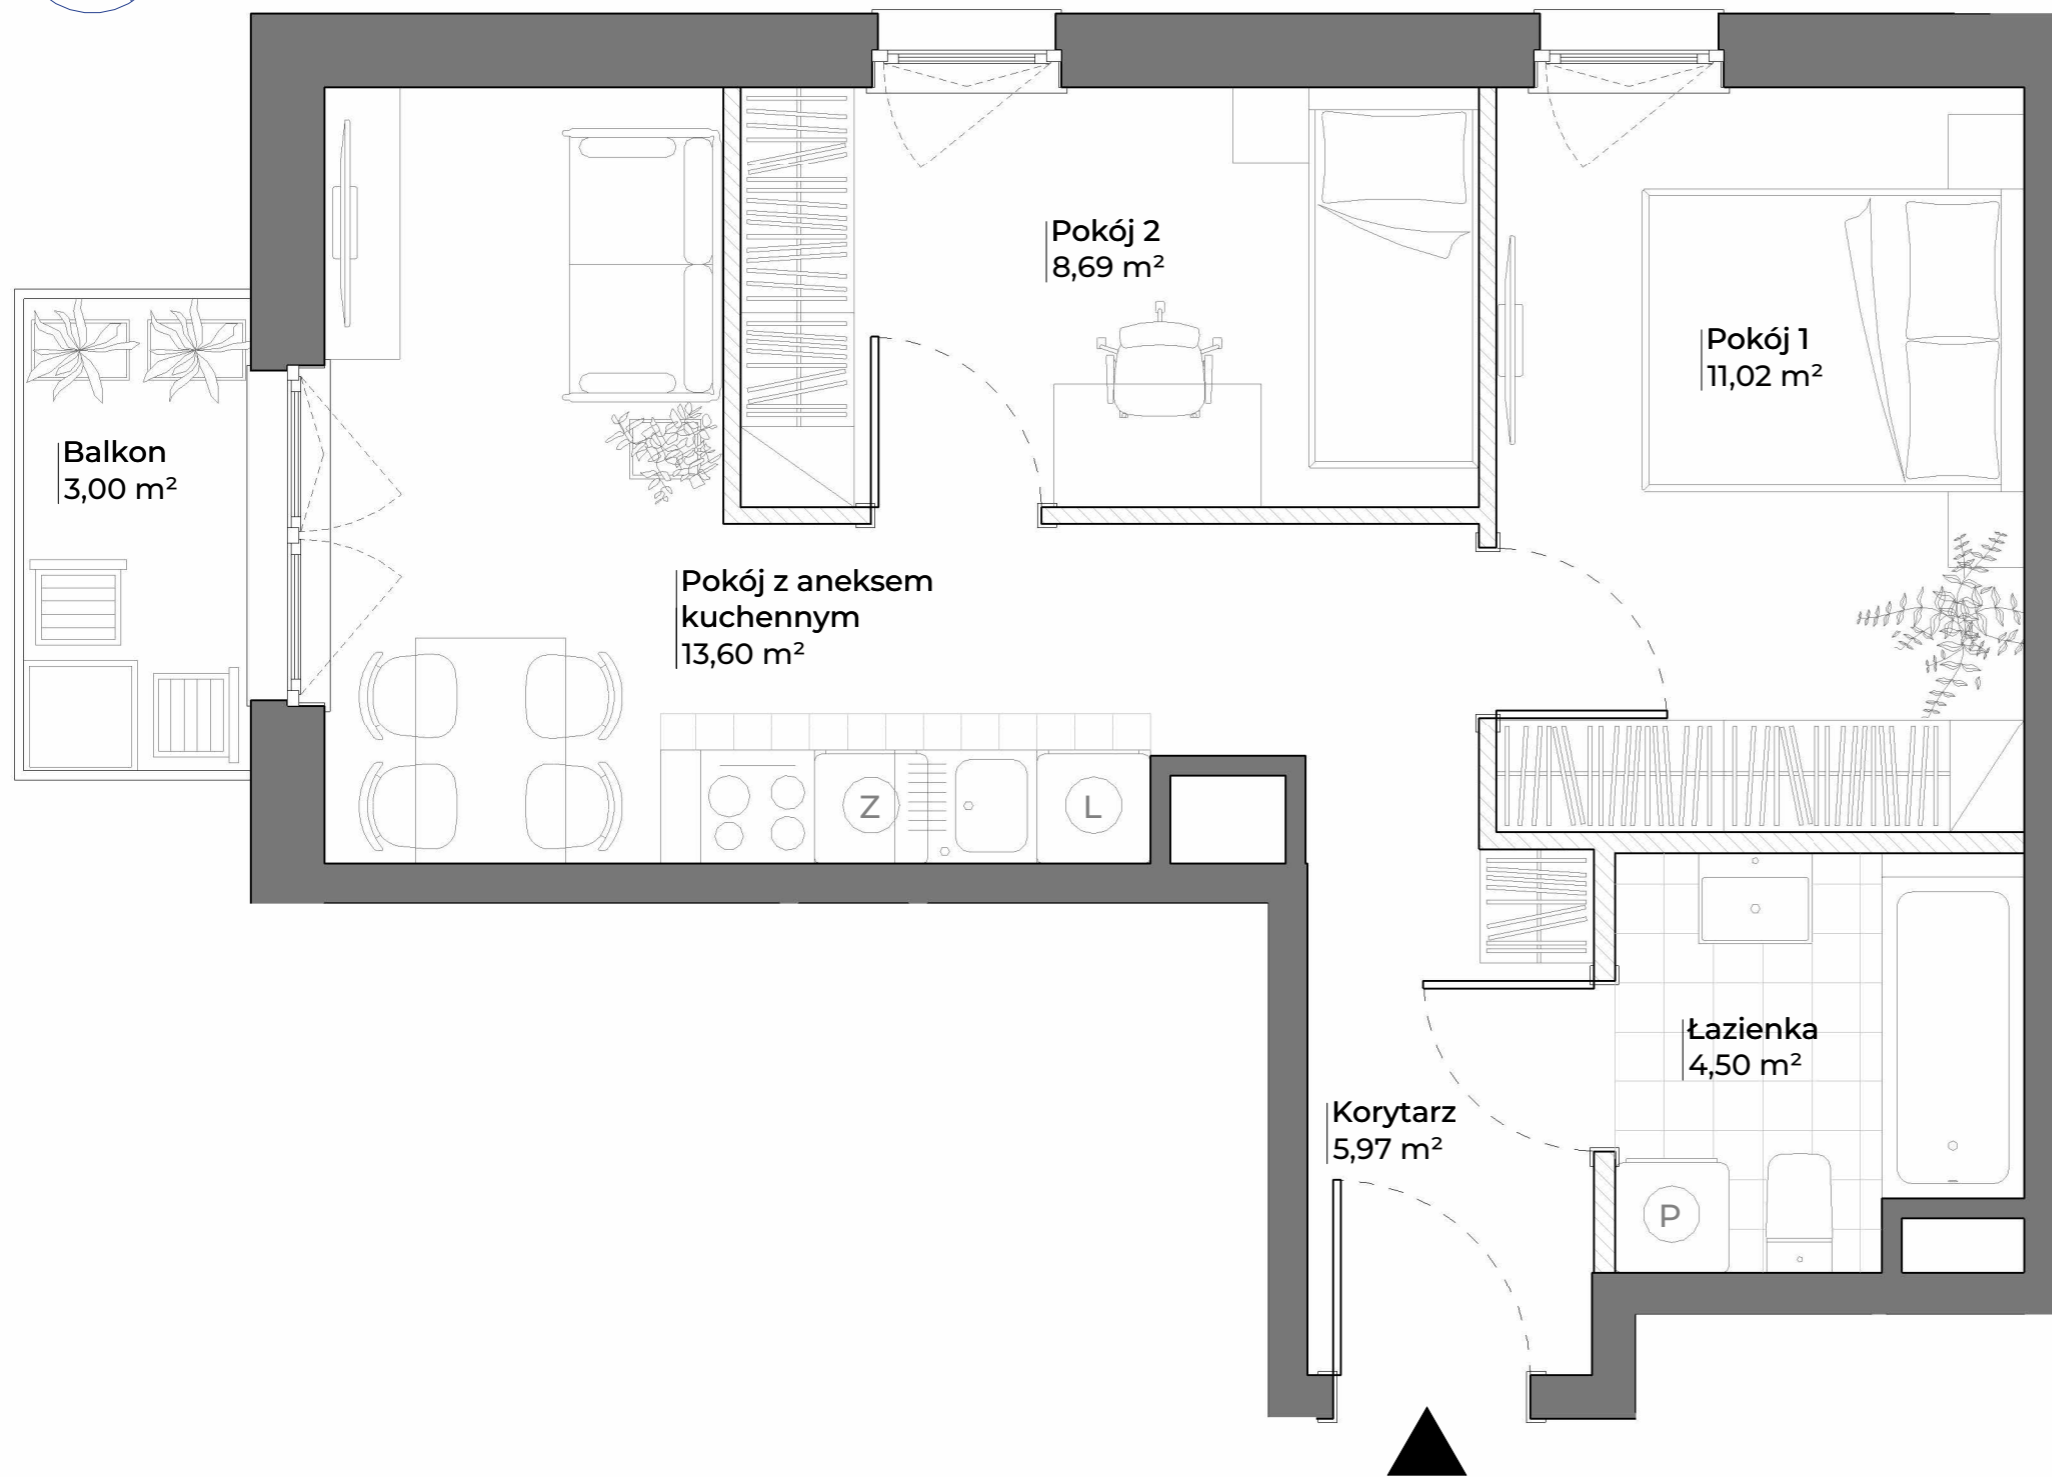 Pokój 2
8,69 m²
Pokój 1
11,02 m²
Balkon
3,00 m²
Pokój z aneksem
kuchennym
13,60 m²
Z
L
Łazienka
4,50 m²
Korytarz
5,97 m²
P